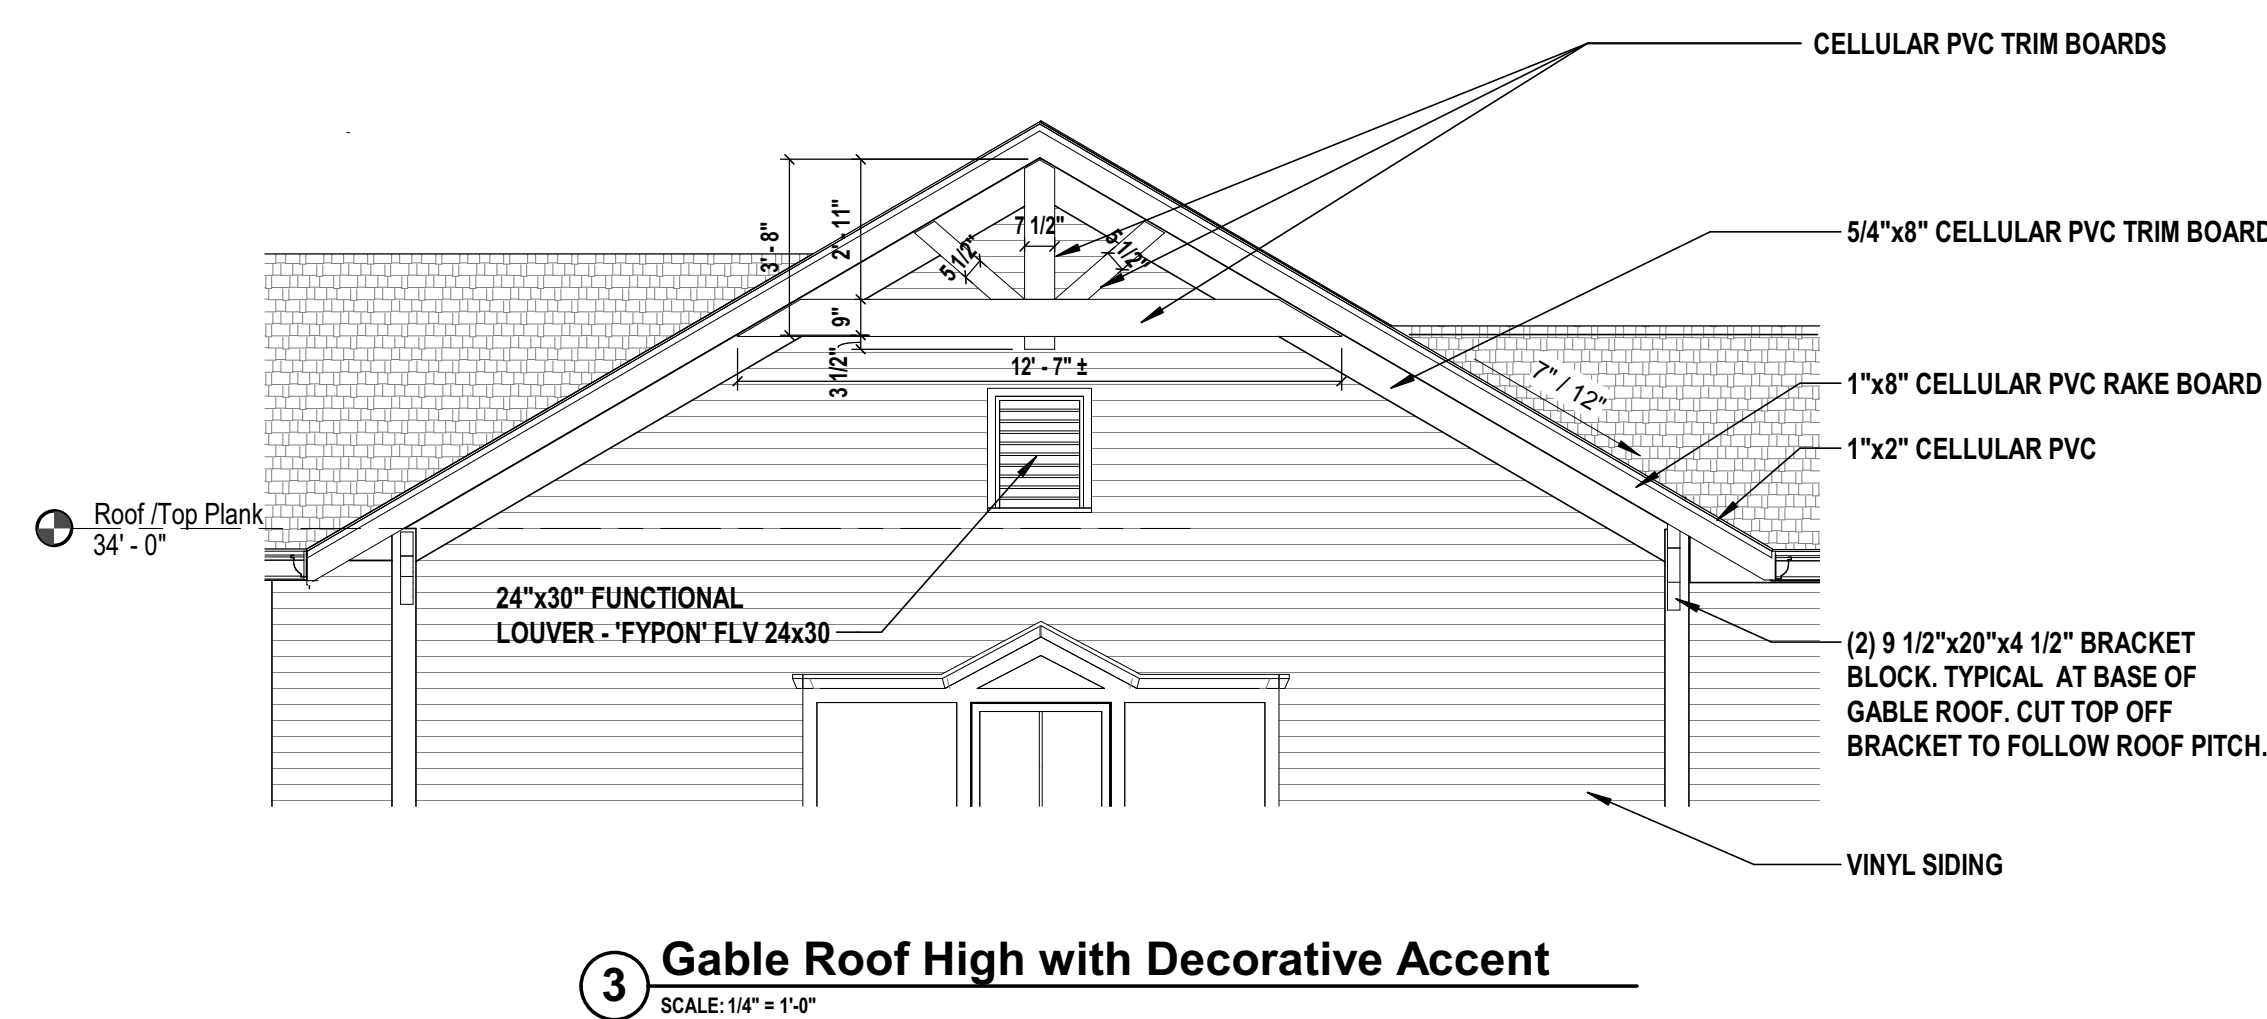 CELLULAR PVC TRIM BOARDS
3' - 8"
2' - 11"
7 1/2"
5 1/2"
5 1/2"
5/4"x8" CELLULAR PVC TRIM BOARD
9"
3 1/2"
12' - 7" ±
7" / 12"
1"x8" CELLULAR PVC RAKE BOARD
1"x2" CELLULAR PVC
Roof /Top Plank
34' - 0"
24"x30" FUNCTIONAL
LOUVER - 'FYPON' FLV 24x30
(2) 9 1/2"x20"x4 1/2" BRACKET
BLOCK. TYPICAL AT BASE OF
GABLE ROOF. CUT TOP OFF
BRACKET TO FOLLOW ROOF PITCH.
VINYL SIDING
3
Gable Roof High with Decorative Accent
SCALE: 1/4" = 1'-0"